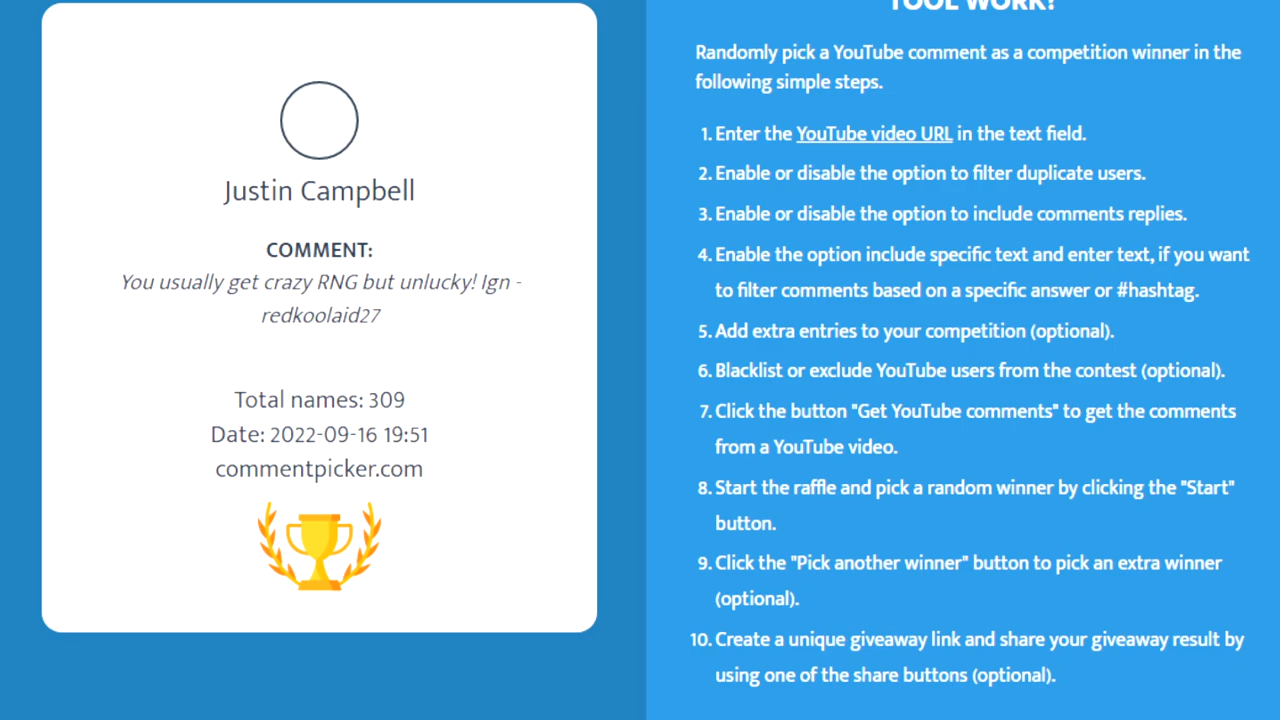 Justin Campbell
COMMENT:
You usually get crazy RNG but unlucky! Ign -
redkoolaid27
Total names: 309
Date: 2022-09-16 19:51
commentpicker.com
TOOL WORK?
Randomly pick a YouTube comment as a competition winner in the
following simple steps.
1. Enter the YouTube video URL in the text field.
2. Enable or disable the option to filter duplicate users.
3. Enable or disable the option to include comments replies.
4. Enable the option include specific text and enter text, if you want
to filter comments based on a specific answer or #hashtag.
5. Add extra entries to your competition (optional).
6. Blacklist or exclude YouTube users from the contest (optional).
7. Click the button "Get YouTube comments" to get the comments
from a YouTube video.
8. Start the raffle and pick a random winner by clicking the "Start"
button.
9. Click the "Pick another winner" button to pick an extra winner
(optional).
10. Create a unique giveaway link and share your giveaway result by
using one of the share buttons (optional).